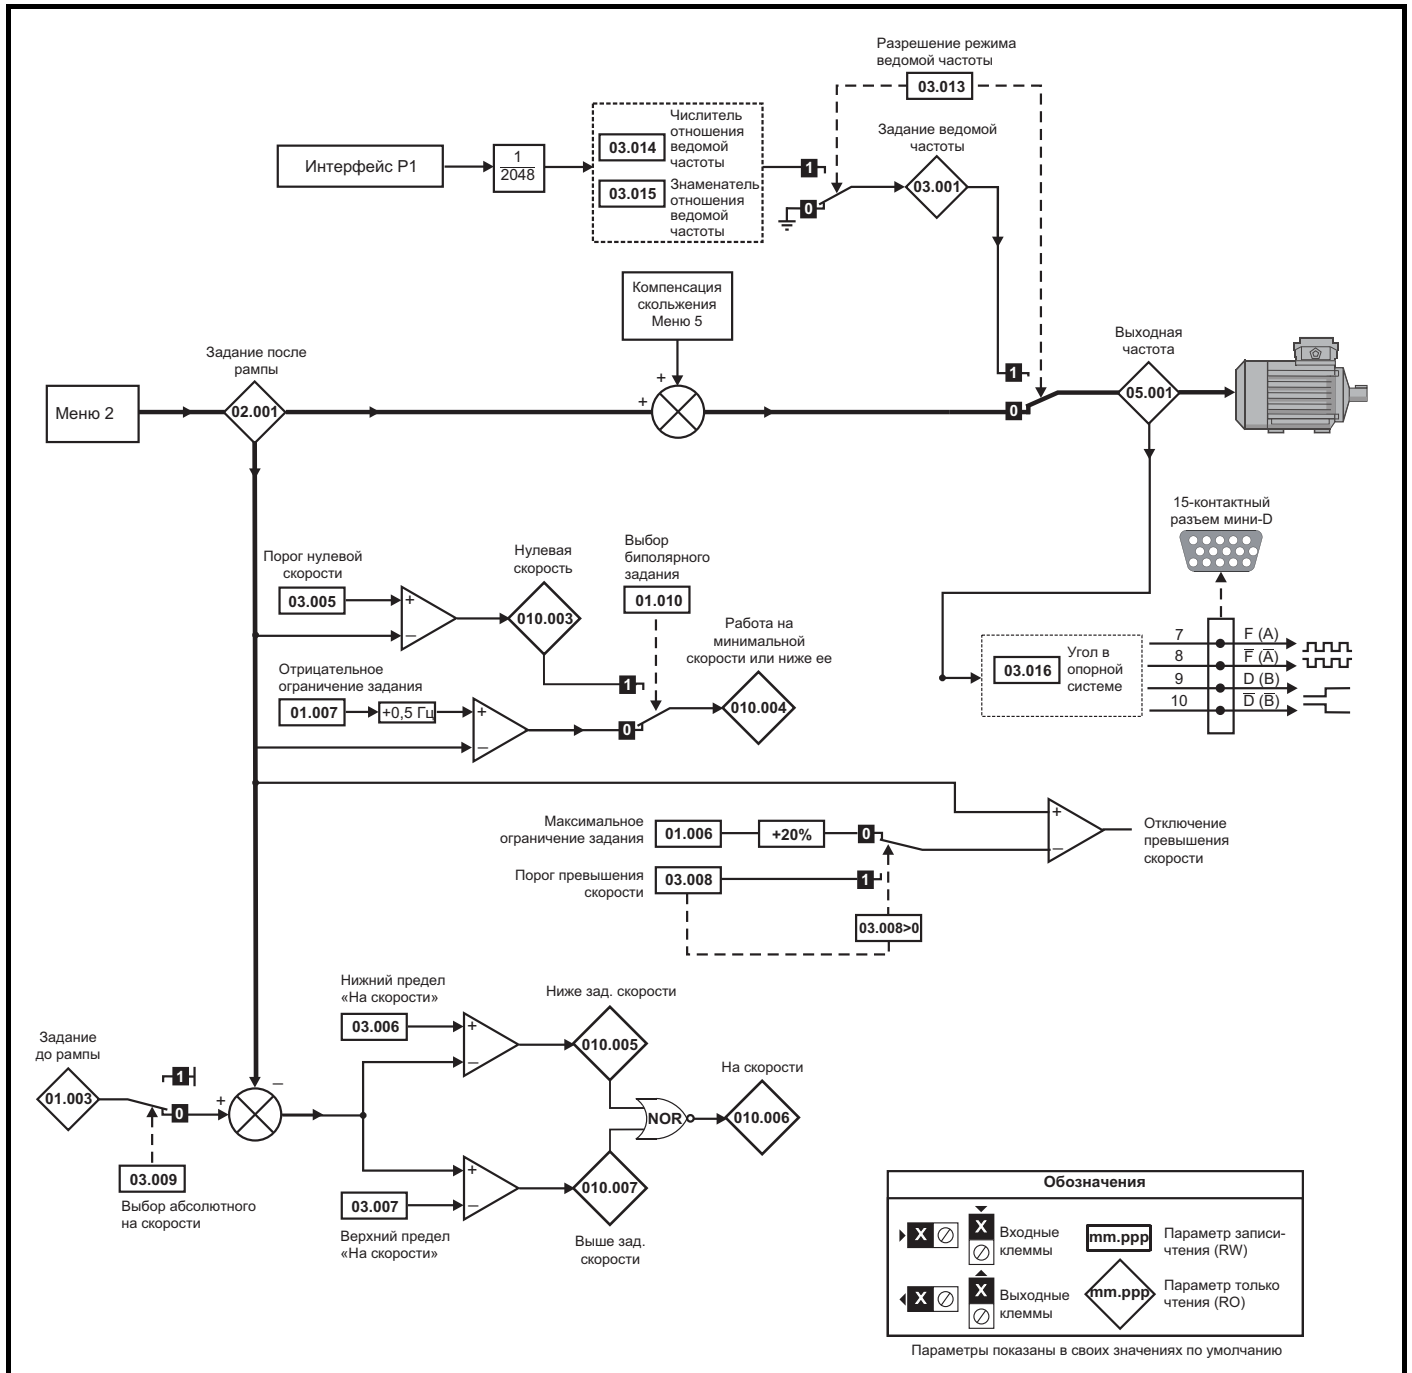 Разрешение режима
ведомой частоты
03.013
Интерфейс P1
1
2048
03.014
Числитель
отношения
ведомой
частоты
03.015
Знаменатель
отношения
ведомой
частоты
1
0
Задание ведомой
частоты
03.001
Компенсация
скольжения
Меню 5
Меню 2
Задание после
рампы
02.001
+
+
1
0
Выходная
частота
05.001
15-контактный
разъем мини-D
03.016
Угол в
опорной
системе
7
F (A)
8
F̅ (A̅)
9
D (B)
10
D̅ (B̅)
Порог нулевой
скорости
03.005
+
–
Нулевая
скорость
010.003
Выбор
биполярного
задания
01.010
Отрицательное
ограничение задания
01.007
+0,5 Гц
+
–
1
0
Работа на
минимальной
скорости или ниже ее
010.004
Максимальное
ограничение задания
01.006
+20%
0
Порог превышения
скорости
03.008
1
03.008>0
+
–
Отключение
превышения
скорости
Задание
до рампы
01.003
1
0
03.009
Выбор абсолютного
на скорости
+
–
Нижний предел
«На скорости»
03.006
+
–
Ниже зад. скорости
010.005
NOR
На скорости
010.006
+
–
03.007
Верхний предел
«На скорости»
010.007
Выше зад.
скорости
Обозначения
X
X
Входные
клеммы
mm.ppp
Параметр записи-
чтения (RW)
X
X
Выходные
клеммы
mm.ppp
Параметр только
чтения (RO)
Параметры показаны в своих значениях по умолчанию